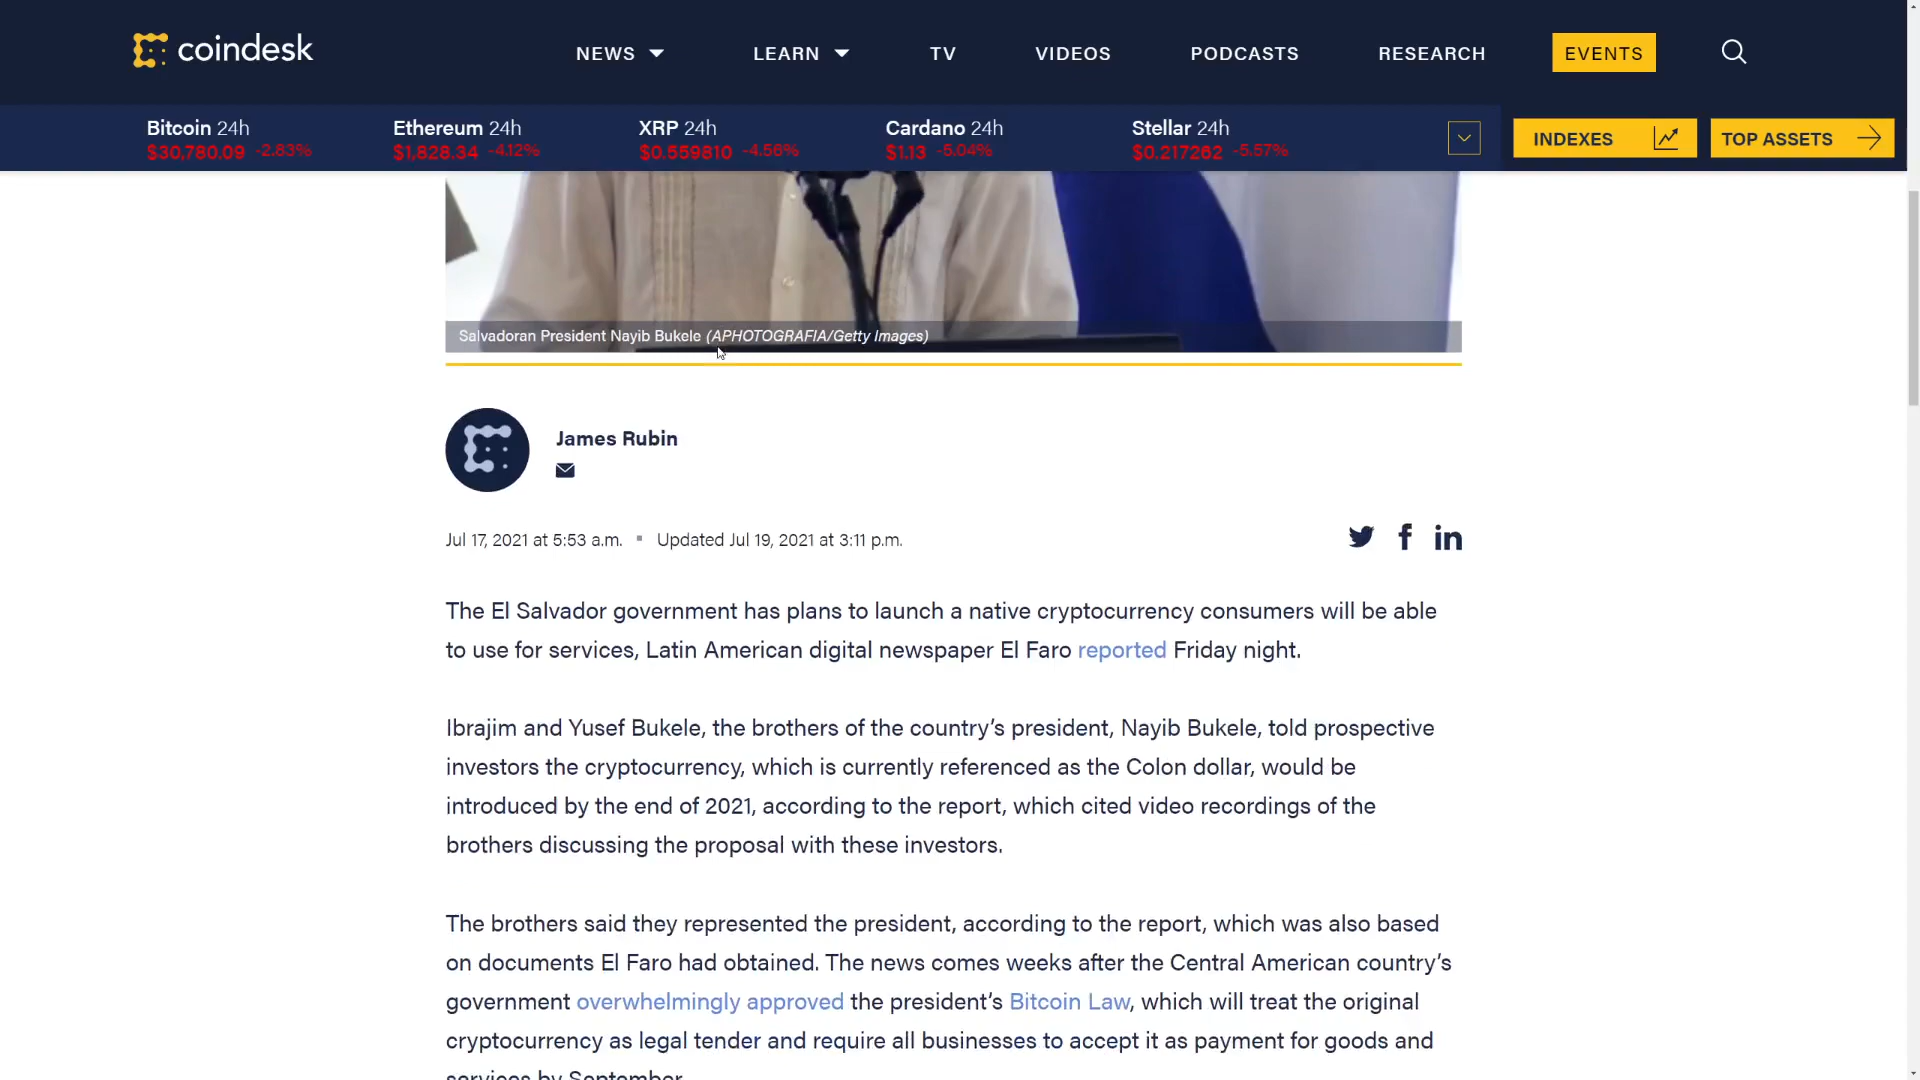 coindesk
NEWS
LEARN
TV
VIDEOS
PODCASTS
RESEARCH
EVENTS
Bitcoin 24h
$30,780.09 -2.83%
Ethereum 24h
$1,828.34 -4.12%
XRP 24h
$0.559810 -4.56%
Cardano 24h
$1.13 -5.04%
Stellar 24h
$0.217262 -5.57%
INDEXES
TOP ASSETS
Salvadoran President Nayib Bukele (APHOTOGRAFIA/Getty Images)
James Rubin
Jul 17, 2021 at 5:53 a.m. Updated Jul 19, 2021 at 3:11 p.m.
The El Salvador government has plans to launch a native cryptocurrency consumers will be able
to use for services, Latin American digital newspaper El Faro reported Friday night.
Ibrajim and Yusef Bukele, the brothers of the country’s president, Nayib Bukele, told prospective
investors the cryptocurrency, which is currently referenced as the Colon dollar, would be
introduced by the end of 2021, according to the report, which cited video recordings of the
brothers discussing the proposal with these investors.
The brothers said they represented the president, according to the report, which was also based
on documents El Faro had obtained. The news comes weeks after the Central American country’s
government overwhelmingly approved the president’s Bitcoin Law, which will treat the original
cryptocurrency as legal tender and require all businesses to accept it as payment for goods and
services by September.